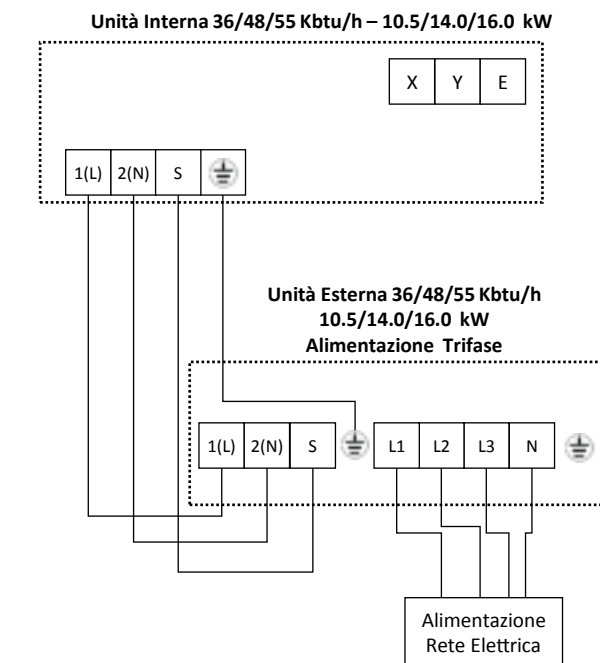 Unità Interna 36/48/55 Kbtu/h – 10.5/14.0/16.0 kW
X Y E
1(L) 2(N) S
Unità Esterna 36/48/55 Kbtu/h
10.5/14.0/16.0 kW
Alimentazione Trifase
1(L) 2(N) S L1 L2 L3 N
Alimentazione
Rete Elettrica